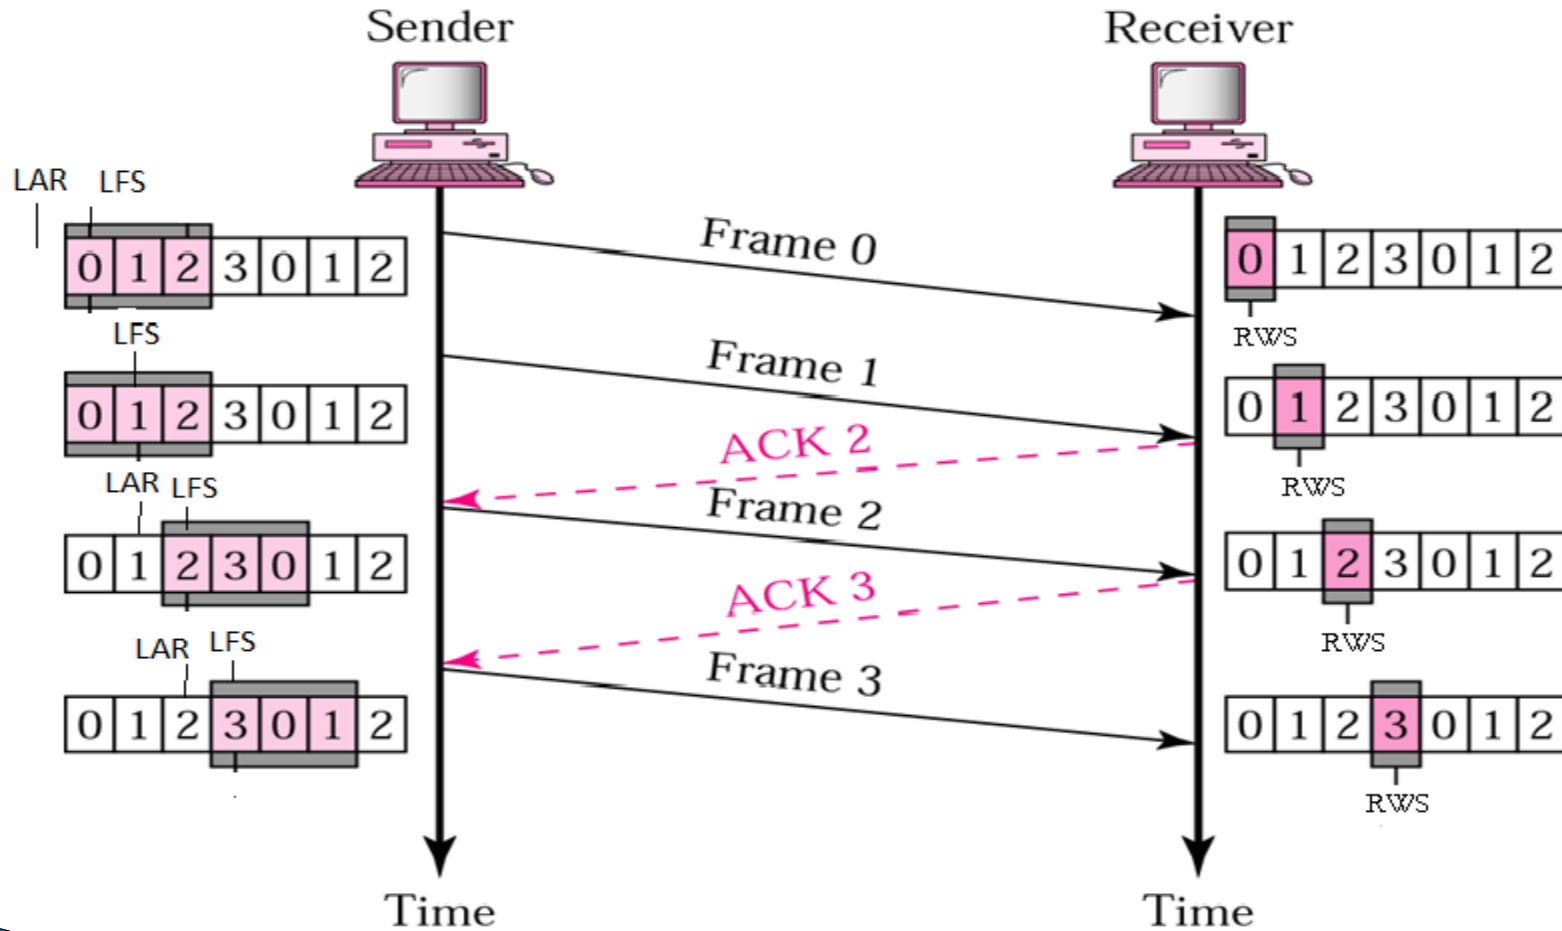 Sender Receiver
LAR LFS
Frame 0
0 1 2 3 0 1 2
0 1 2 3 0 1 2
RWS
LFS
Frame 1
0 1 2 3 0 1 2
0 1 2 3 0 1 2
ACK 2
LAR LFS
RWS
Frame 2
0 1 2 3 0 1 2
0 1 2 3 0 1 2
ACK 3
RWS
LAR LFS
Frame 3
0 1 2 3 0 1 2
0 1 2 3 0 1 2
RWS
Time Time